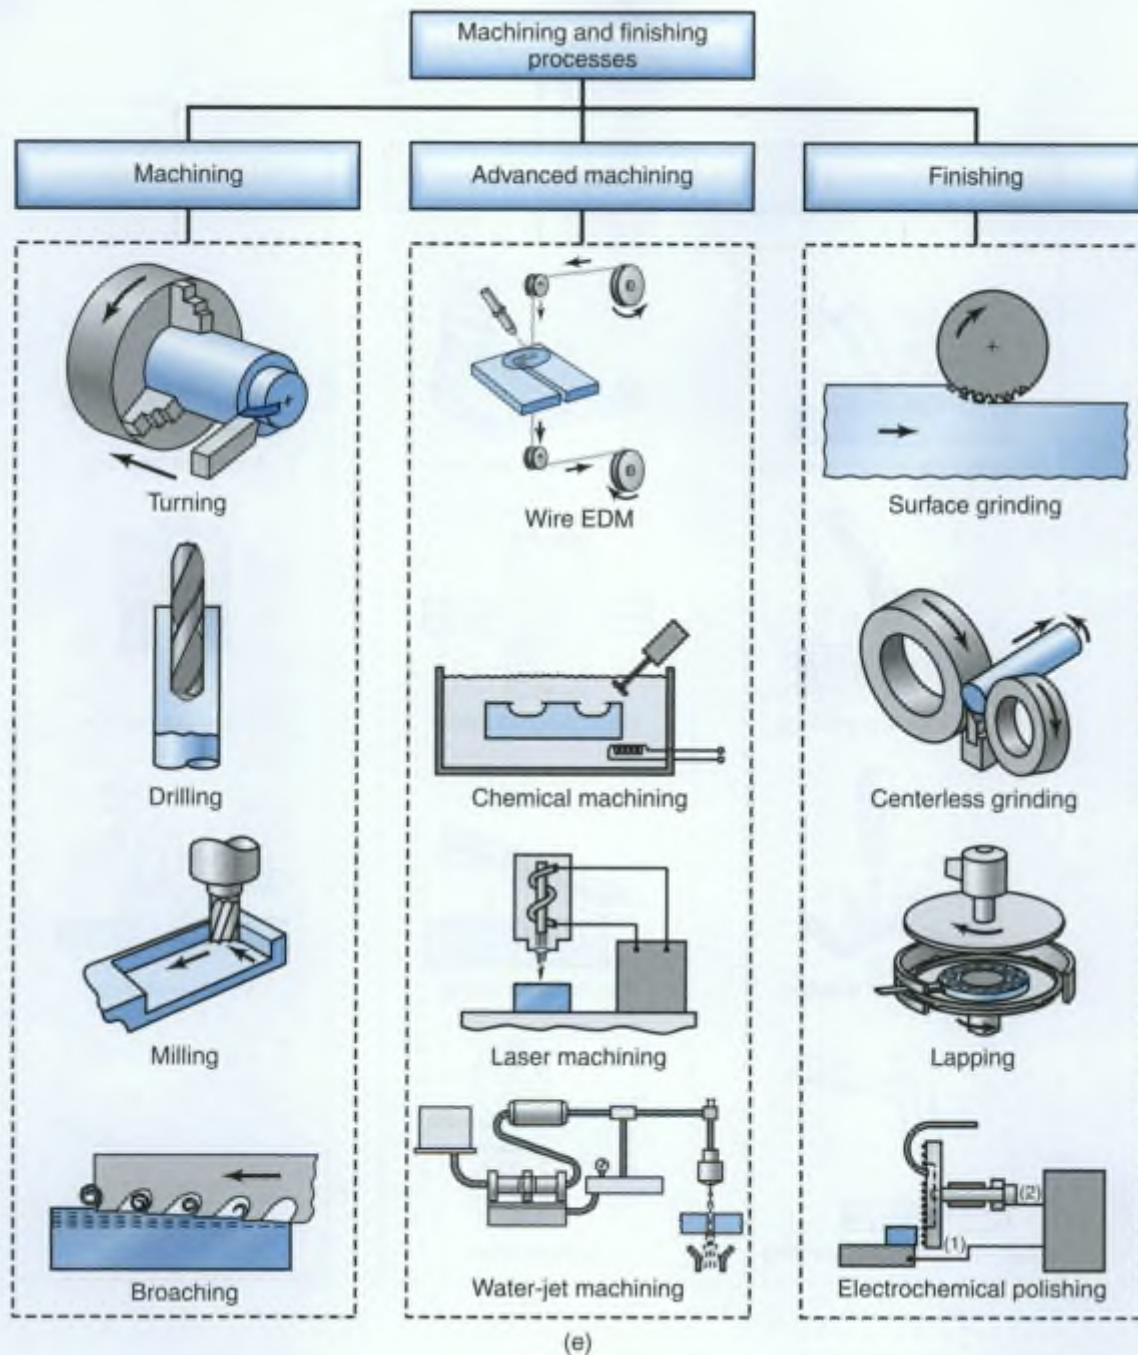 Machining and finishing
processes
Machining
Advanced machining
Finishing
Turning
Drilling
Milling
Broaching
Wire EDM
Chemical machining
Laser machining
Water-jet machining
Surface grinding
Centerless grinding
Lapping
(2)
(1)
Electrochemical polishing
(e)